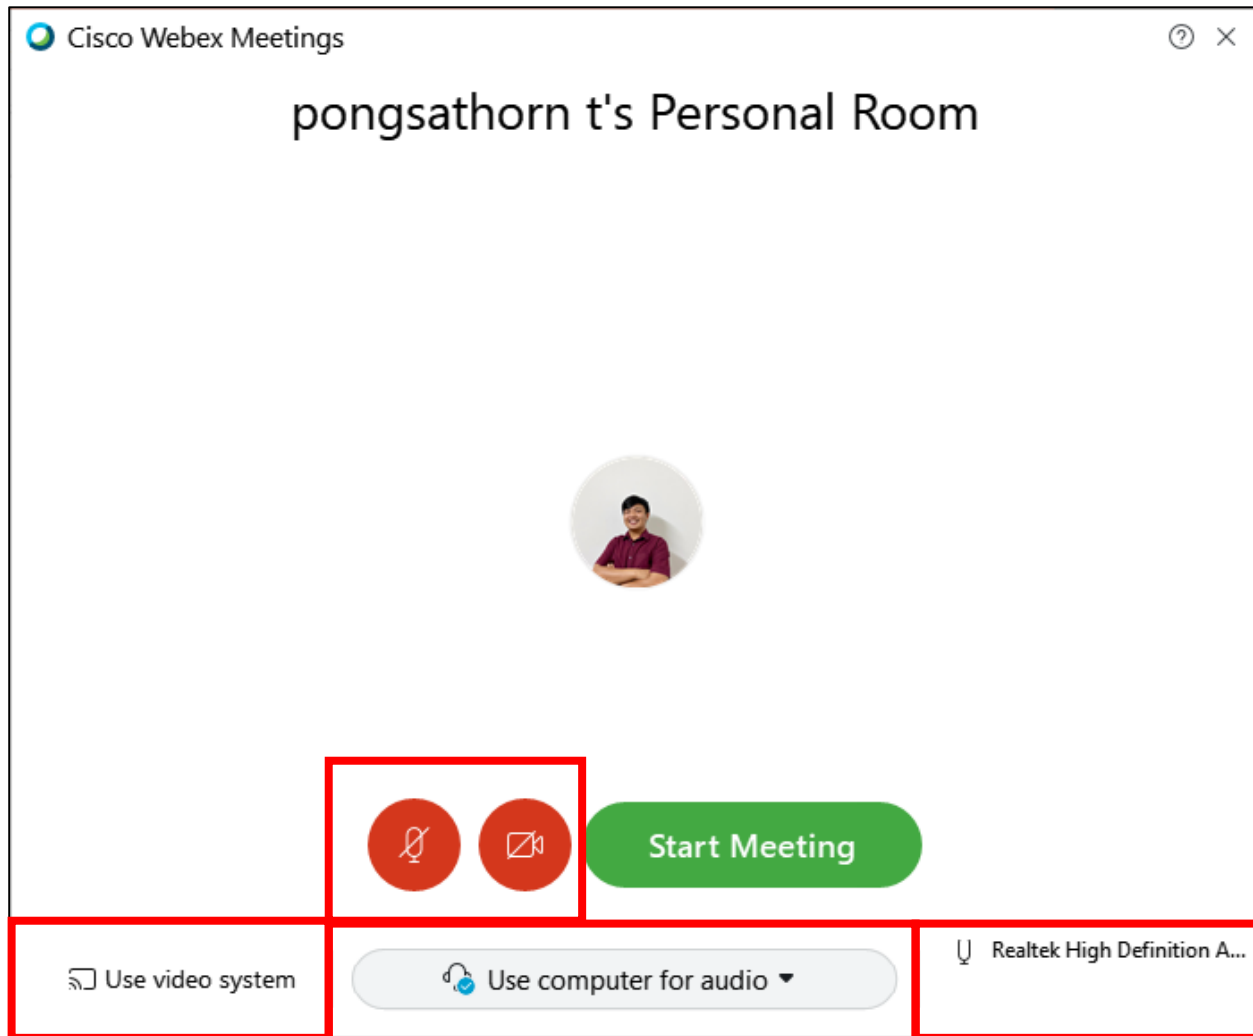 Cisco Webex Meetings
pongsathorn t's Personal Room
Start Meeting
Use video system
Use computer for audio
Realtek High Definition A...